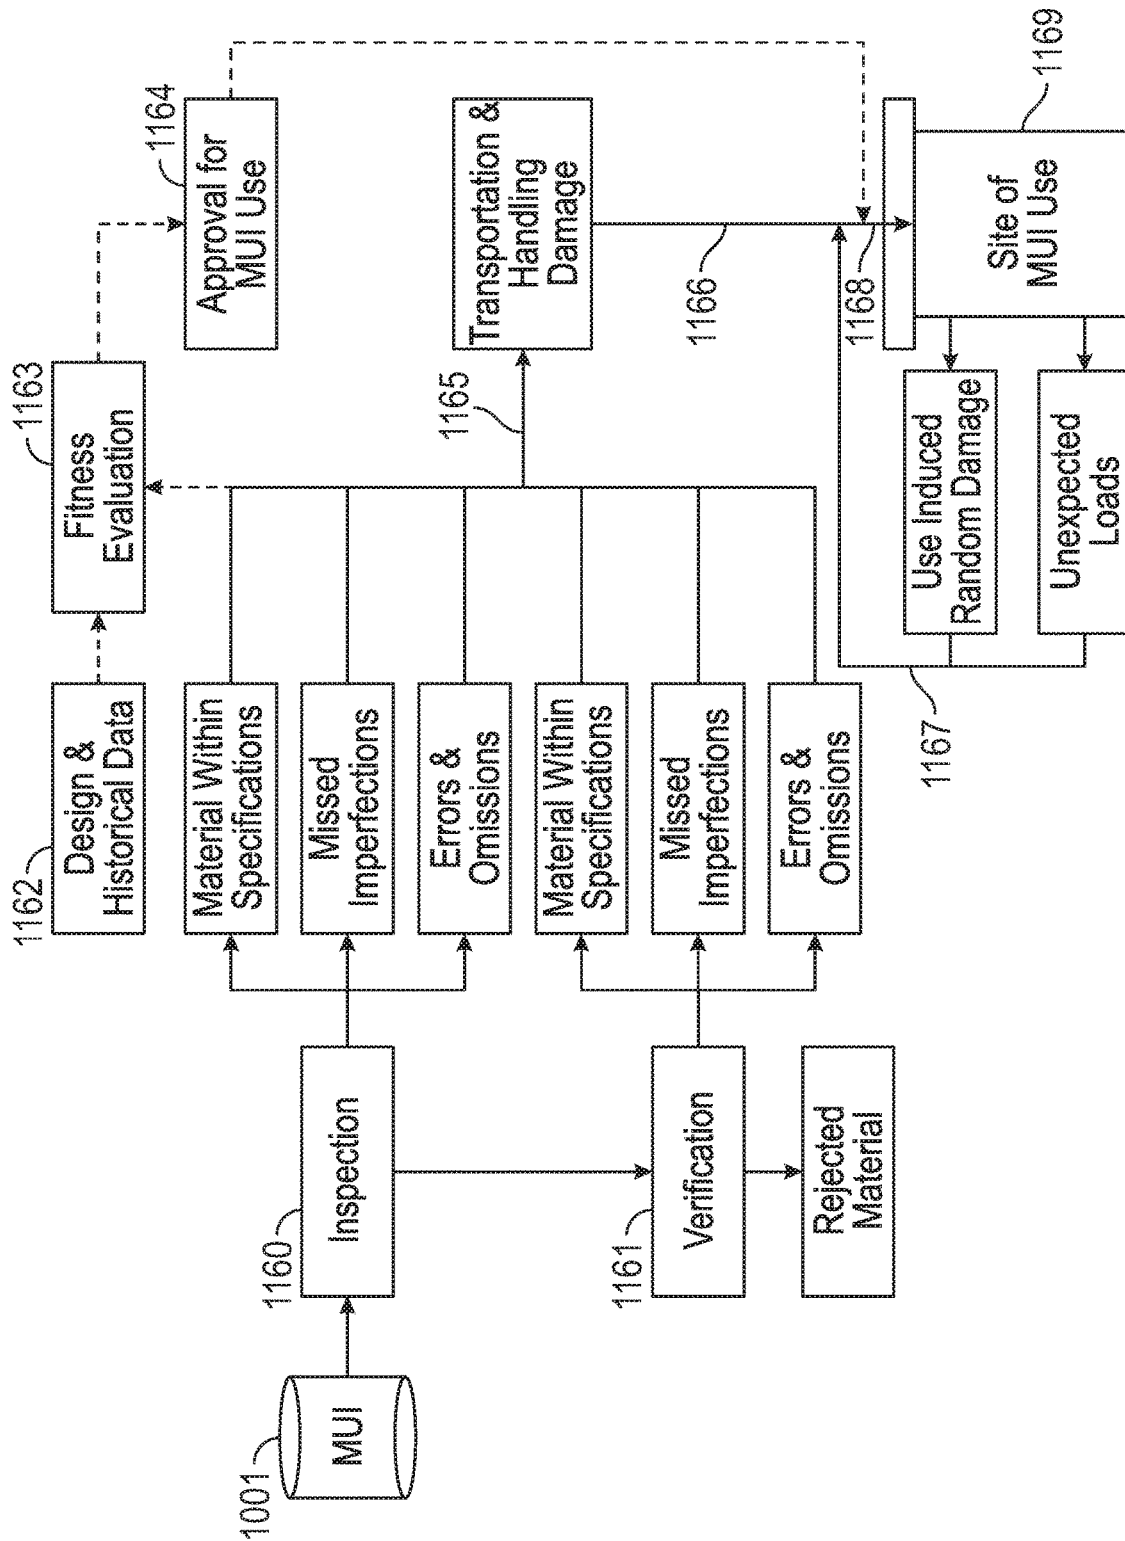 1001
MUI
1160
Inspection
1161
Verification
Rejected
Material
1162
Design &
Historical Data
Material Within
Specifications
Missed
Imperfections
Errors &
Omissions
Material Within
Specifications
Missed
Imperfections
Errors &
Omissions
1163
Fitness
Evaluation
1164
Approval for
MUI Use
1165
Transportation &
Handling
Damage
1166
1167
1168
1169
Site of
MUI Use
Use Induced
Random Damage
Unexpected
Loads